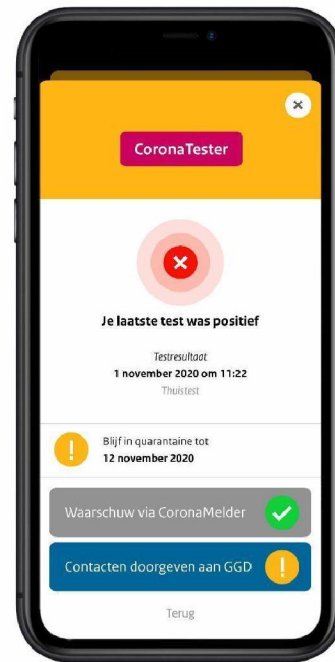 CoronaTester
Je laatste test was positief
Testresultaat
1 november 2020 om 11:22
Thuistest
Blijf in quarantaine tot
12 november 2020
Waarschuw via CoronaMelder
Contacten doorgeven aan GGD
Terug